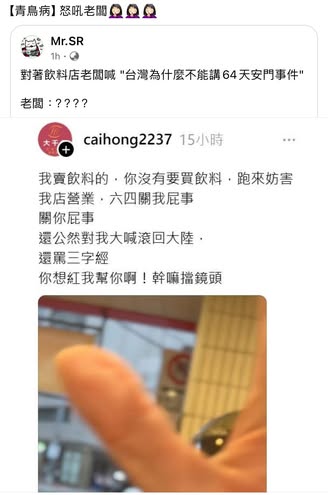 【青鳥病】怒吼老闆🤦🏻‍♀️🤦🏻‍♀️🤦🏻‍♀️
Mr.SR
1h
對著飲料店老闆喊 "台灣為什麼不能講64天安門事件"
老闆：????
caihong2237 15小時
我賣飲料的，你沒有要買飲料，跑來妨害
我店營業，六四關我屁事
關你屁事
還公然對我大喊滾回大陸，
還罵三字經
你想紅我幫你啊！幹嘛擋鏡頭